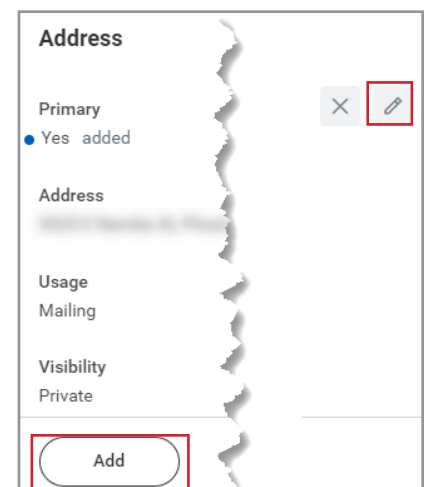 Address
Primary
Yes added
Address
Usage
Mailing
Visibility
Private
Add